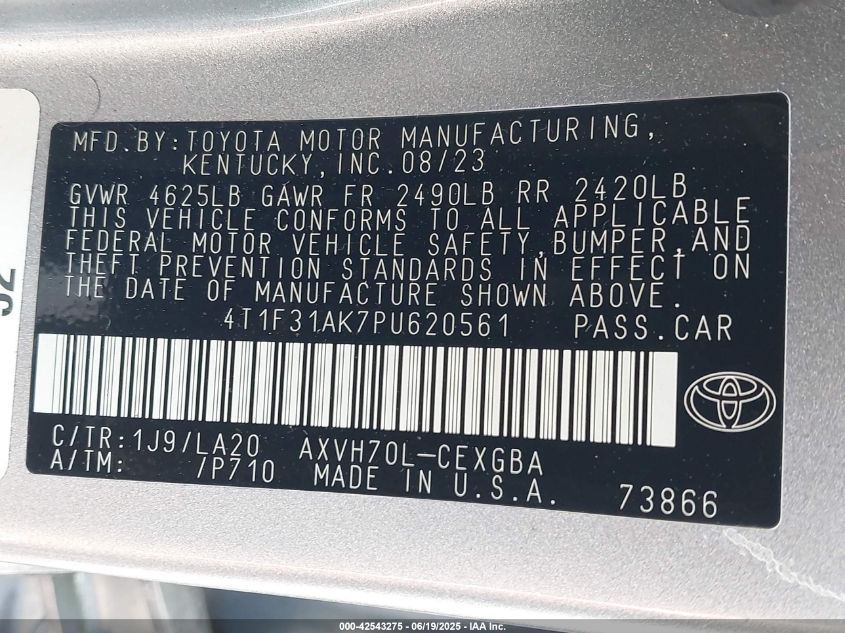 MFD. BY: TOYOTA MOTOR MANUFACTURING,
KENTUCKY, INC. 08/23
GVWR 4625LB GAWR FR 2490LB RR 2420LB
THIS VEHICLE CONFORMS TO ALL APPLICABLE
FEDERAL MOTOR VEHICLE SAFETY, BUMPER, AND
THEFT PREVENTION STANDARDS IN EFFECT ON
THE DATE OF MANUFACTURE SHOWN ABOVE.
4T1F31AK7PU620561 PASS. CAR
C/TR: 1J9/LA20 AXVH70L-CEXGBA
A/TM: /P710 MADE IN U.S.A. 73866
000-42543275 - 06/19/2025 - IAA Inc.